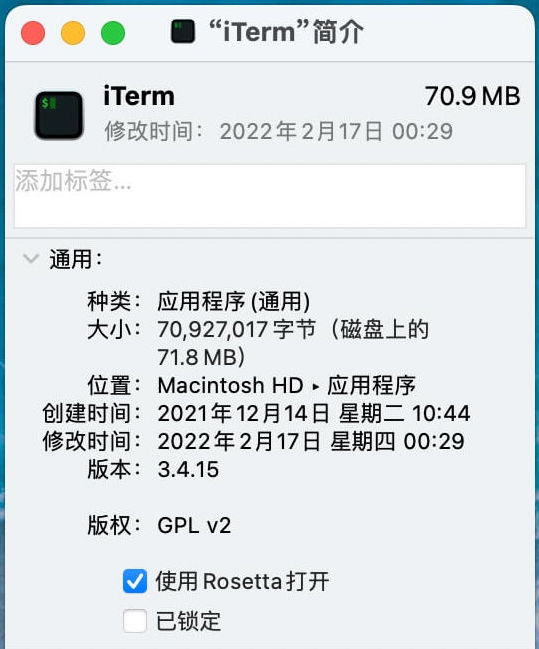 “iTerm”简介
iTerm 70.9 MB
修改时间： 2022年2月17日 00:29
添加标签...
通用：
种类： 应用程序 (通用)
大小： 70,927,017 字节（磁盘上的
71.8 MB）
位置： Macintosh HD ▸ 应用程序
创建时间： 2021年12月14日 星期二 10:44
修改时间： 2022年2月17日 星期四 00:29
版本： 3.4.15
版权： GPL v2
使用 Rosetta 打开
已锁定